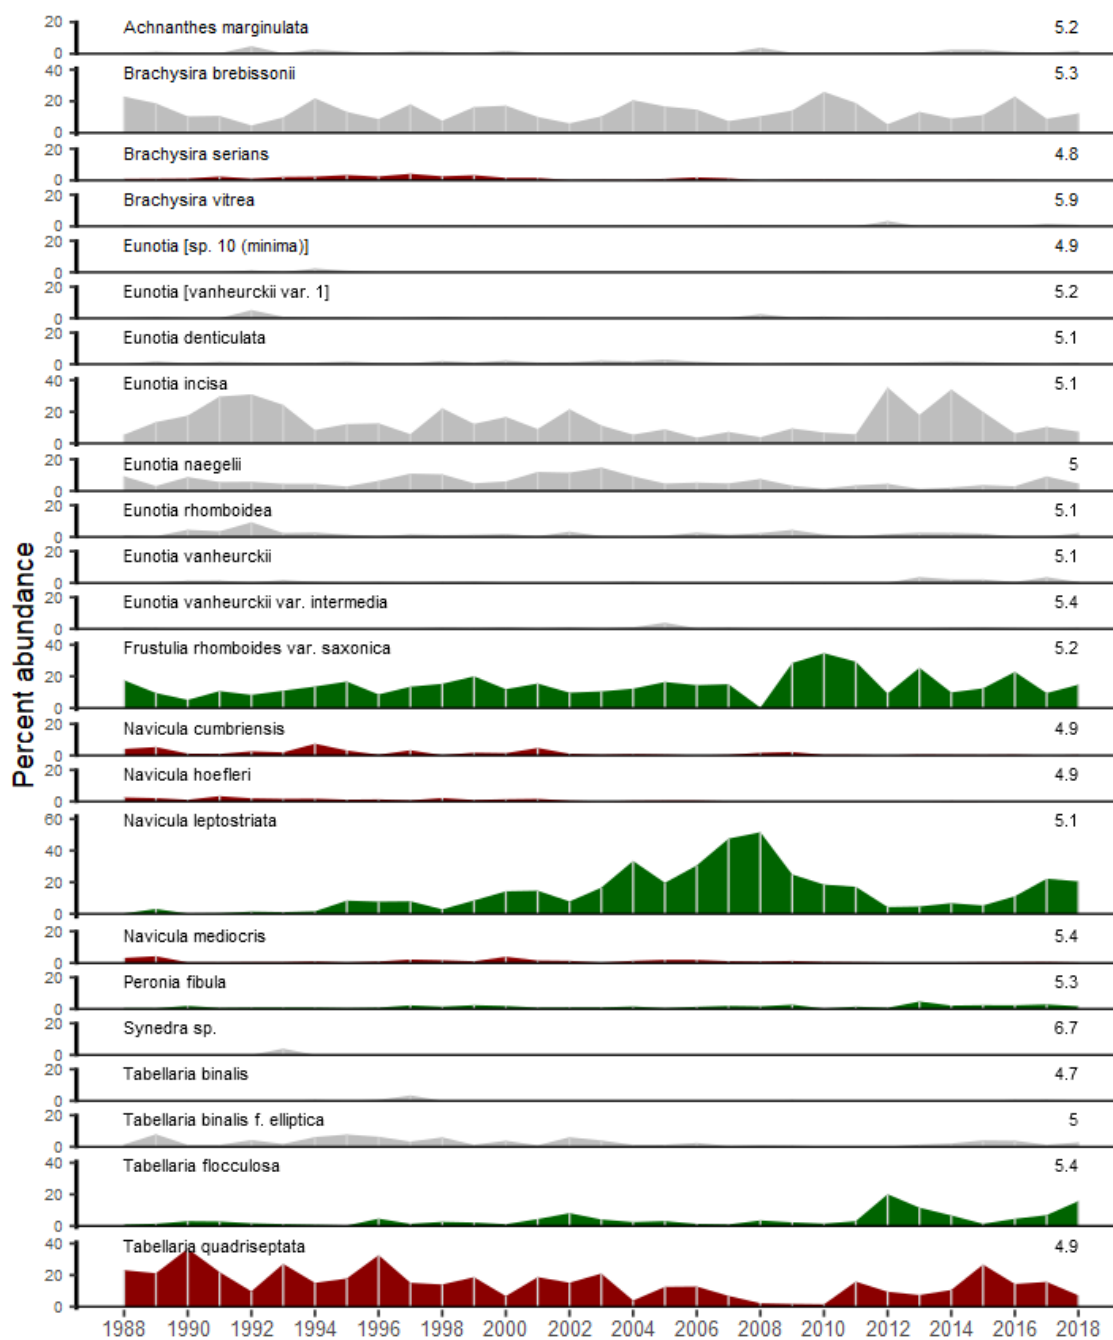 Percent abundance
20 Achnanthes marginulata 5.2
0
40 Brachysira brebissonii 5.3
20
0
20 Brachysira serians 4.8
0
20 Brachysira vitrea 5.9
0
20 Eunotia [sp. 10 (minima)] 4.9
0
20 Eunotia [vanheurckii var. 1] 5.2
0
20 Eunotia denticulata 5.1
0
40 Eunotia incisa 5.1
20
0
20 Eunotia naegelii 5
0
20 Eunotia rhomboidea 5.1
0
20 Eunotia vanheurckii 5.1
0
20 Eunotia vanheurckii var. intermedia 5.4
0
40 Frustulia rhomboides var. saxonica 5.2
20
0
20 Navicula cumbriensis 4.9
0
20 Navicula hoefleri 4.9
0
60 Navicula leptostriata 5.1
40
20
0
20 Navicula mediocris 5.4
0
20 Peronia fibula 5.3
0
20 Synedra sp. 6.7
0
20 Tabellaria binalis 4.7
0
20 Tabellaria binalis f. elliptica 5
0
40 Tabellaria flocculosa 5.4
20
0
40 Tabellaria quadriseptata 4.9
20
0
1988 1990 1992 1994 1996 1998 2000 2002 2004 2006 2008 2010 2012 2014 2016 2018